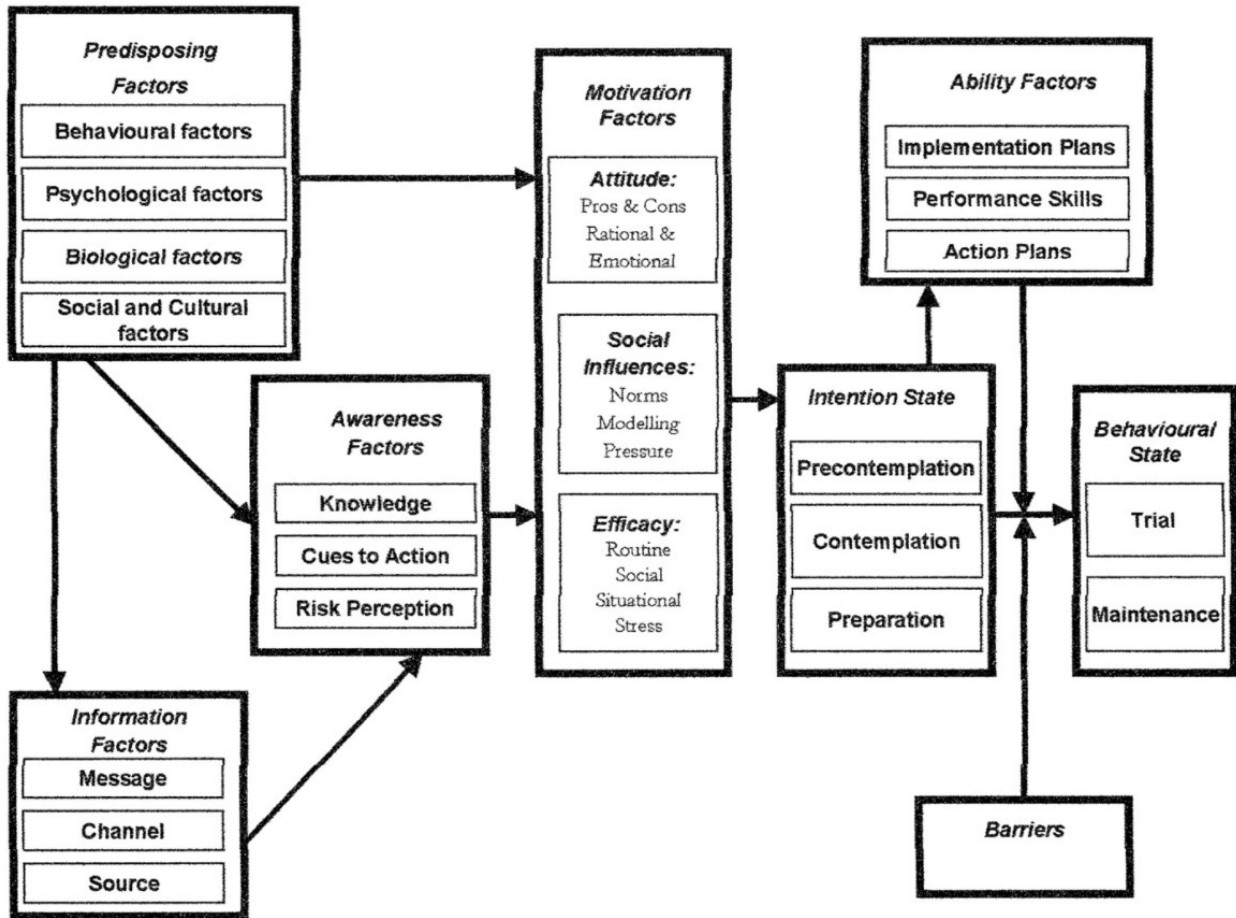 Predisposing
Factors
Behavioural factors
Psychological factors
Biological factors
Social and Cultural
factors
Information
Factors
Message
Channel
Source
Awareness
Factors
Knowledge
Cues to Action
Risk Perception
Motivation
Factors
Attitude:
Pros & Cons
Rational &
Emotional
Social
Influences:
Norms
Modelling
Pressure
Efficacy:
Routine
Social
Situational
Stress
Intention State
Precontemplation
Contemplation
Preparation
Ability Factors
Implementation Plans
Performance Skills
Action Plans
Barriers
Behavioural
State
Trial
Maintenance